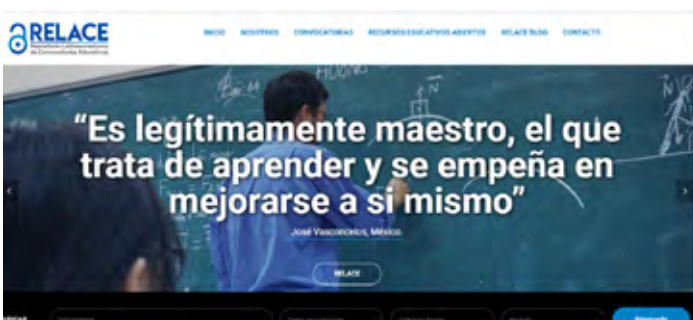 RELACE
INICIO NOSOTROS CONVOCATORIAS RECURSOS EDUCATIVOS ABIERTOS RELACE BLOG CONTACTO
“Es legítimamente maestro, el que
trata de aprender y se empeña en
mejorarse a si mismo”
José Vasconcelos, México.
RELACE